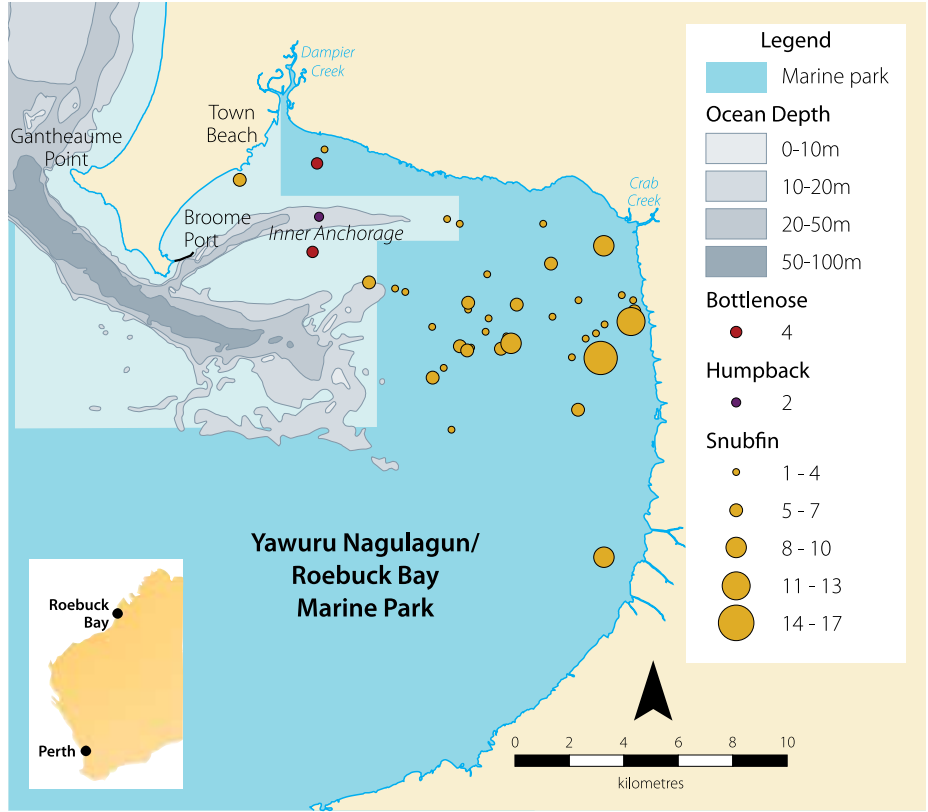 Dampier
Creek
Town
Beach
Gantheaume
Point
Crab
Creek
Broome
Port
Inner Anchorage
Yawuru Nagulagun/
Roebuck Bay
Marine Park
Roebuck
Bay
Perth
Legend
Marine park
Ocean Depth
0-10m
10-20m
20-50m
50-100m
Bottlenose
4
Humpback
2
Snubfin
1 - 4
5 - 7
8 - 10
11 - 13
14 - 17
0 2 4 6 8 10
kilometres